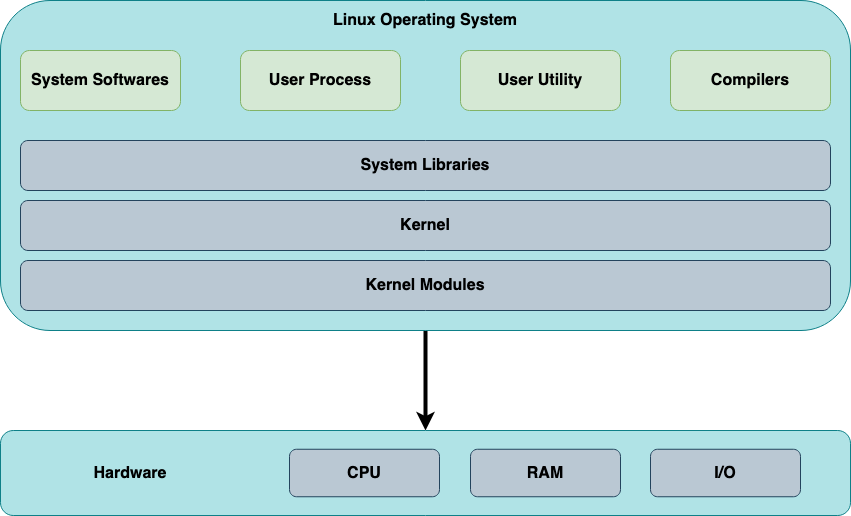 Linux Operating System
System Softwares
User Process
User Utility
Compilers
System Libraries
Kernel
Kernel Modules
Hardware
CPU
RAM
I/O